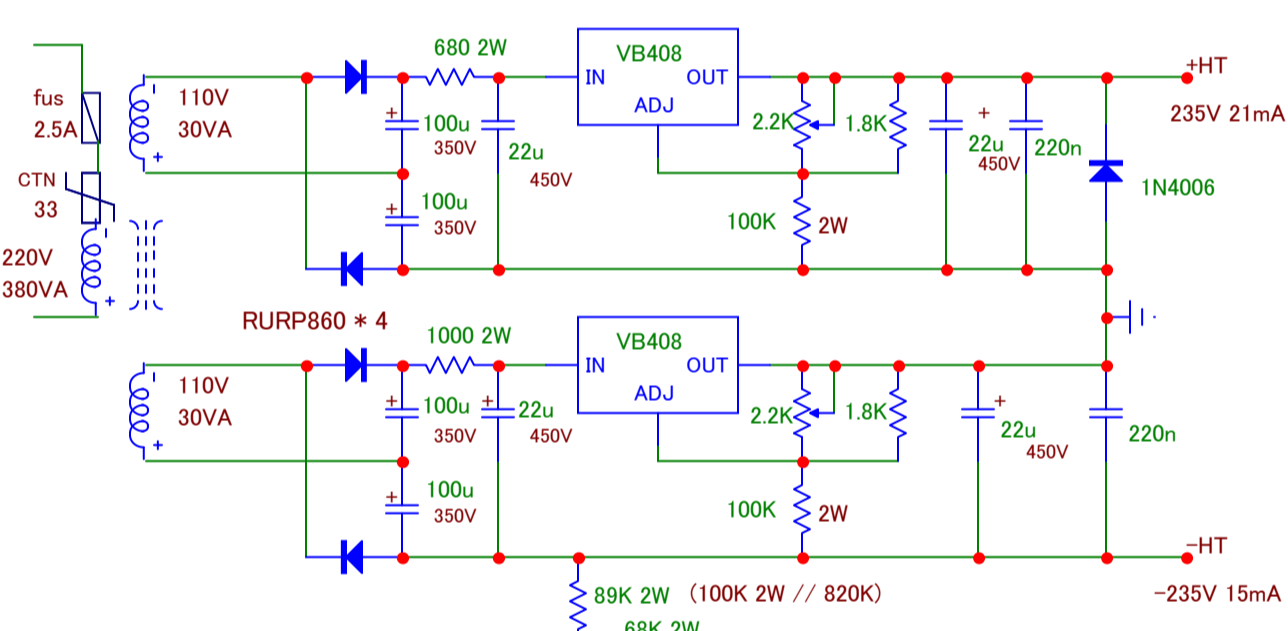 680 2W
VB408
IN
OUT
ADJ
+HT
235V 21mA
fus
2.5A
110V
30VA
+
+
100u
350V
22u
450V
2.2K
1.8K
+
22u
450V
220n
1N4006
CTN
33
+
100u
350V
100K
2W
220V
380VA
+
RURP860 * 4
1000 2W
VB408
IN
OUT
ADJ
110V
30VA
+
+
100u
350V
+
22u
450V
2.2K
1.8K
+
22u
450V
220n
+
100u
350V
100K
2W
-HT
-235V 15mA
89K 2W (100K 2W // 820K)
68K 2W